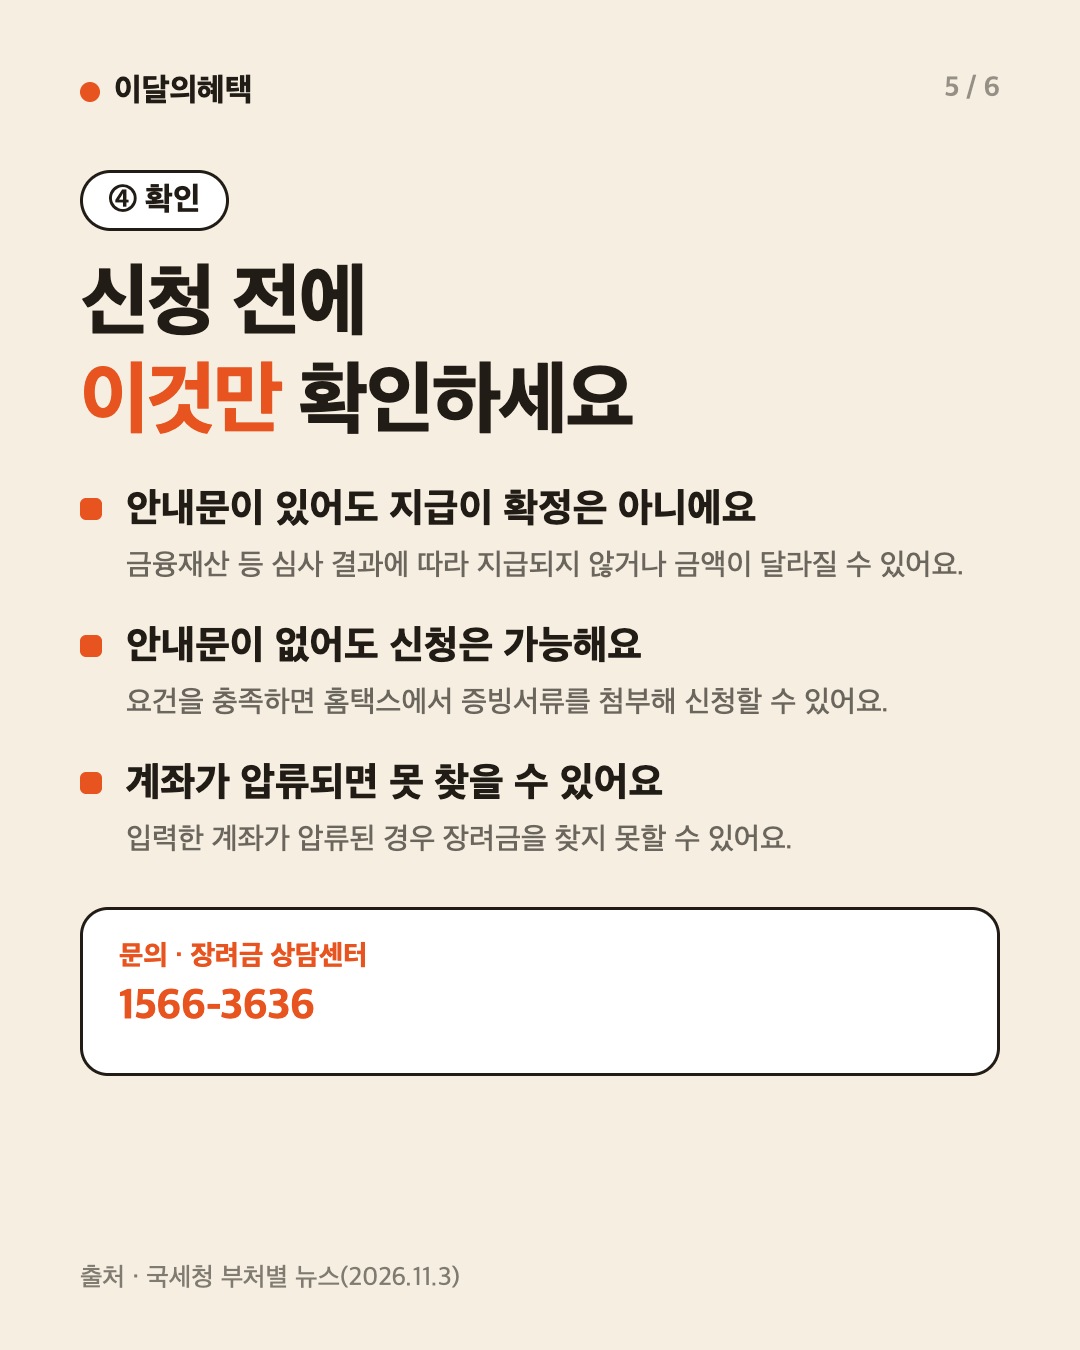 이달의혜택
5 / 6
④ 확인
신청 전에
이것만 확인하세요
안내문이 있어도 지급이 확정은 아니에요
금융재산 등 심사 결과에 따라 지급되지 않거나 금액이 달라질 수 있어요.
안내문이 없어도 신청은 가능해요
요건을 충족하면 홈택스에서 증빙서류를 첨부해 신청할 수 있어요.
계좌가 압류되면 못 찾을 수 있어요
입력한 계좌가 압류된 경우 장려금을 찾지 못할 수 있어요.
문의 · 장려금 상담센터
1566-3636
출처 · 국세청 부처별 뉴스(2026.11.3)